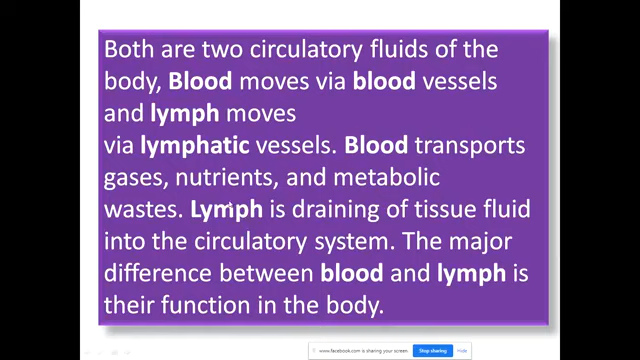 Both are two circulatory fluids of the
body, Blood moves via blood vessels
and lymph moves
via lymphatic vessels. Blood transports
gases, nutrients, and metabolic
wastes. Lymph is draining of tissue fluid
into the circulatory system. The major
difference between blood and lymph is
their function in the body.
www.facebook.com is sharing your screen. Stop sharing Hide